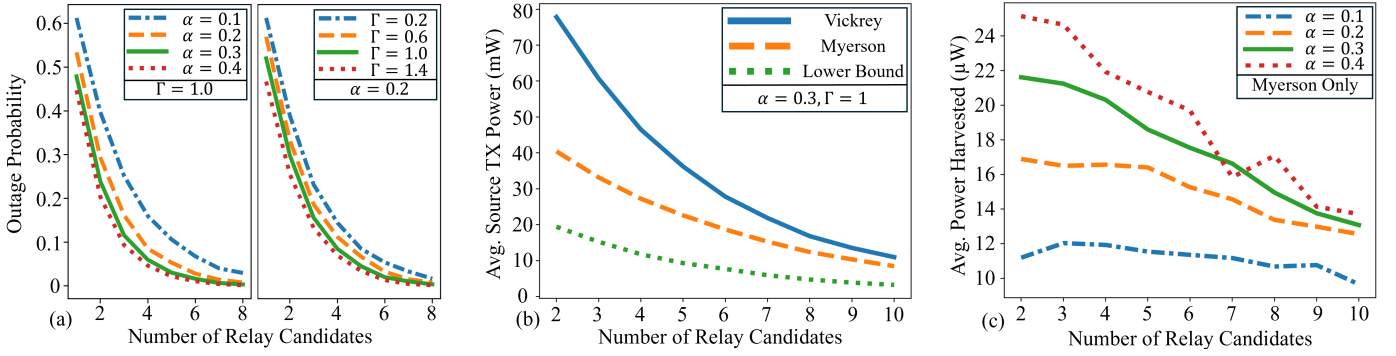 Outage Probability
0.6
0.5
0.4
0.3
0.2
0.1
0
α = 0.1
α = 0.2
α = 0.3
α = 0.4
Γ = 1.0
Γ = 0.2
Γ = 0.6
Γ = 1.0
Γ = 1.4
α = 0.2
2 4 6 8
2 4 6 8
(a)
Number of Relay Candidates
Avg. Source TX Power (mW)
80
70
60
50
40
30
20
10
0
Vickrey
Myerson
Lower Bound
α = 0.3, Γ = 1
2 3 4 5 6 7 8 9 10
(b)
Number of Relay Candidates
Avg. Power Harvested (μW)
24
22
20
18
16
14
12
10
α = 0.1
α = 0.2
α = 0.3
α = 0.4
Myerson Only
2 3 4 5 6 7 8 9 10
(c)
Number of Relay Candidates